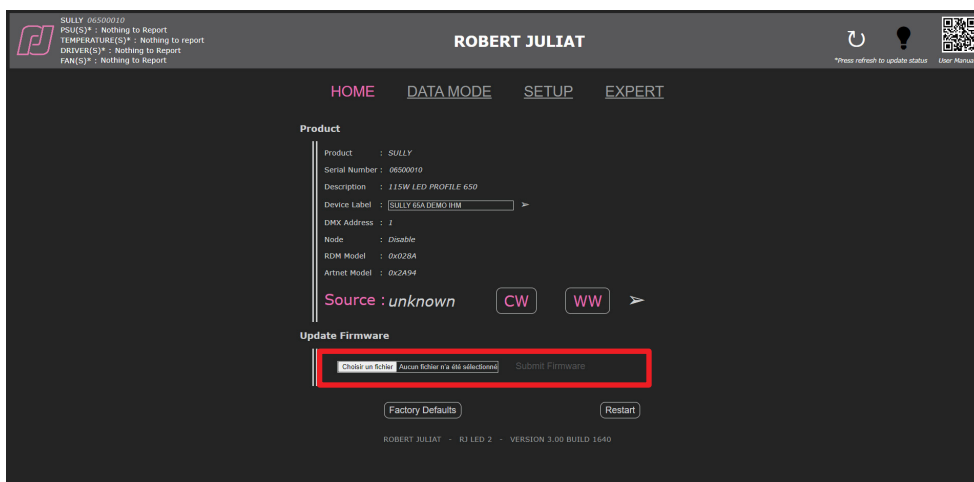 SULLY 06500010
PSU(S)* : Nothing to Report
TEMPERATURE(S)* : Nothing to report
DRIVER(S)* : Nothing to Report
FAN(S)* : Nothing to Report
ROBERT JULIAT
*Press refresh to update status
User Manua
HOME DATA MODE SETUP EXPERT
Product
Product : SULLY
Serial Number : 06500010
Description : 115W LED PROFILE 650
Device Label : SULLY 65A DEMO IHM ➢
DMX Address : 1
Node : Disable
RDM Model : 0x028A
Artnet Model : 0x2A94
Source : unknown CW WW ➢
Update Firmware
Choisir un fichier Aucun fichier n'a été sélectionné Submit Firmware
Factory Defaults Restart
ROBERT JULIAT - RJ LED 2 - VERSION 3.00 BUILD 1640